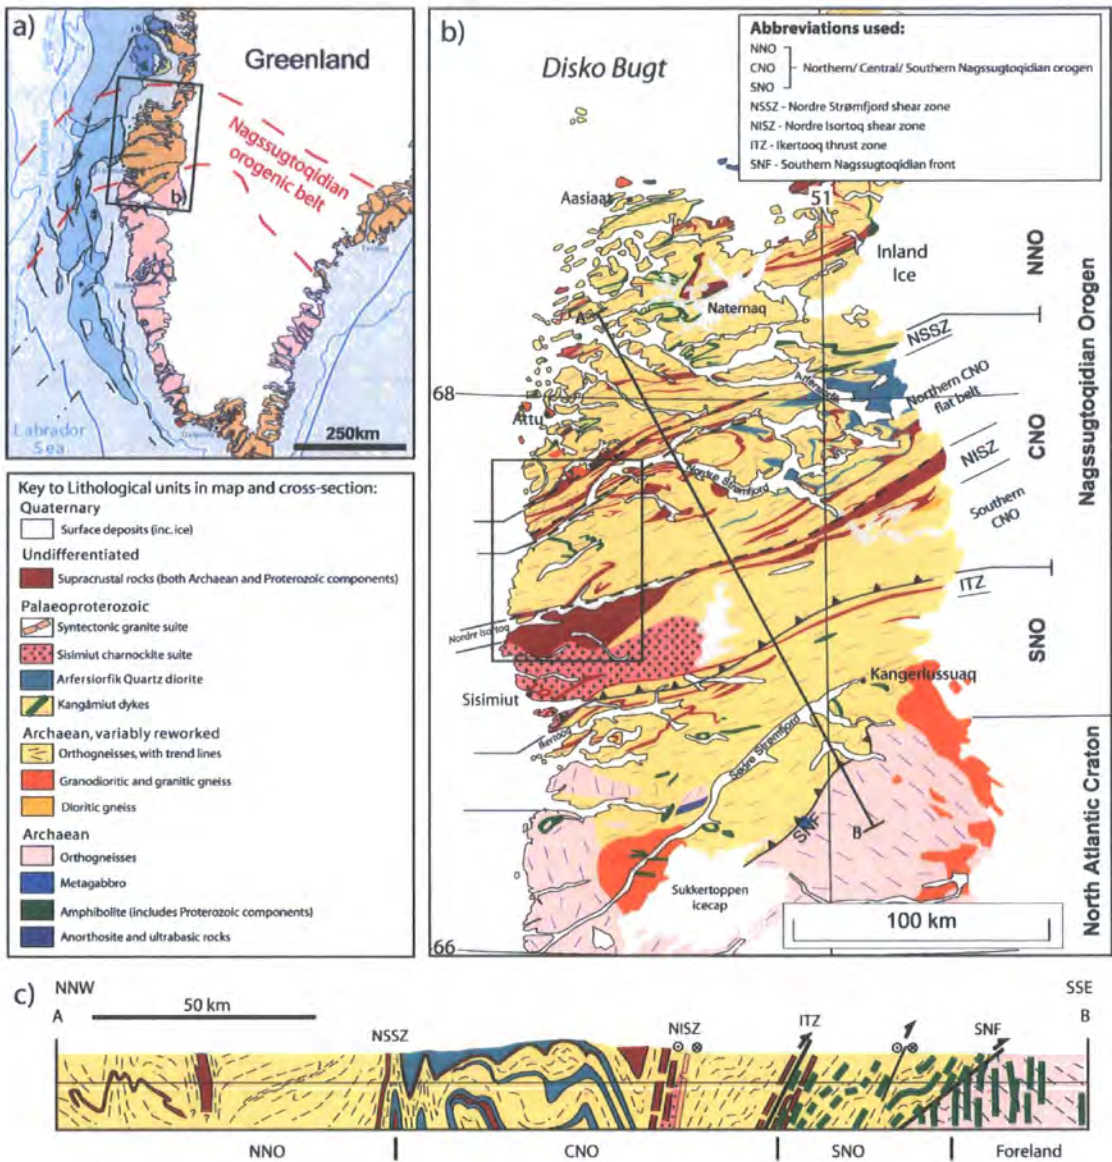 a)
Greenland
Nagssugtoqidian
orogenic belt
b)
Labrador
Sea
250km
Key to Lithological units in map and cross-section:
Quaternary
Surface deposits (inc. ice)
Undifferentiated
Supracrustal rocks (both Archaean and Proterozoic components)
Palaeoproterozoic
Syntectonic granite suite
Sisimiut charnockite suite
Arfersiorfik Quartz diorite
Kangâmiut dykes
Archaean, variably reworked
Orthogneisses, with trend lines
Granodioritic and granitic gneiss
Dioritic gneiss
Archaean
Orthogneisses
Metagabbro
Amphibolite (includes Proterozoic components)
Anorthosite and ultrabasic rocks
b)
Disko Bugt
Abbreviations used:
NNO
CNO
SNO
Northern/ Central/ Southern Nagssugtoqidian orogen
NSSZ - Nordre Strømfjord shear zone
NISZ - Nordre Isortoq shear zone
ITZ - Ikertooq thrust zone
SNF - Southern Nagssugtoqidian front
51
Aasiaat
Inland
Ice
Naternaq
A
NSSZ
68
Northern CNO
flat belt
Attu
NISZ
Nordre Strømfjord
Southern
CNO
ITZ
Nordre Isortoq
Kangerlussuaq
Sisimiut
Ikertooq
Søndre Strømfjord
SNF
B
Sukkertoppen
icecap
100 km
66
NNO
CNO
SNO
Nagssugtoqidian Orogen
North Atlantic Craton
c)
NNW
SSE
A
50 km
NSSZ
NISZ
ITZ
SNF
B
NNO
CNO
SNO
Foreland